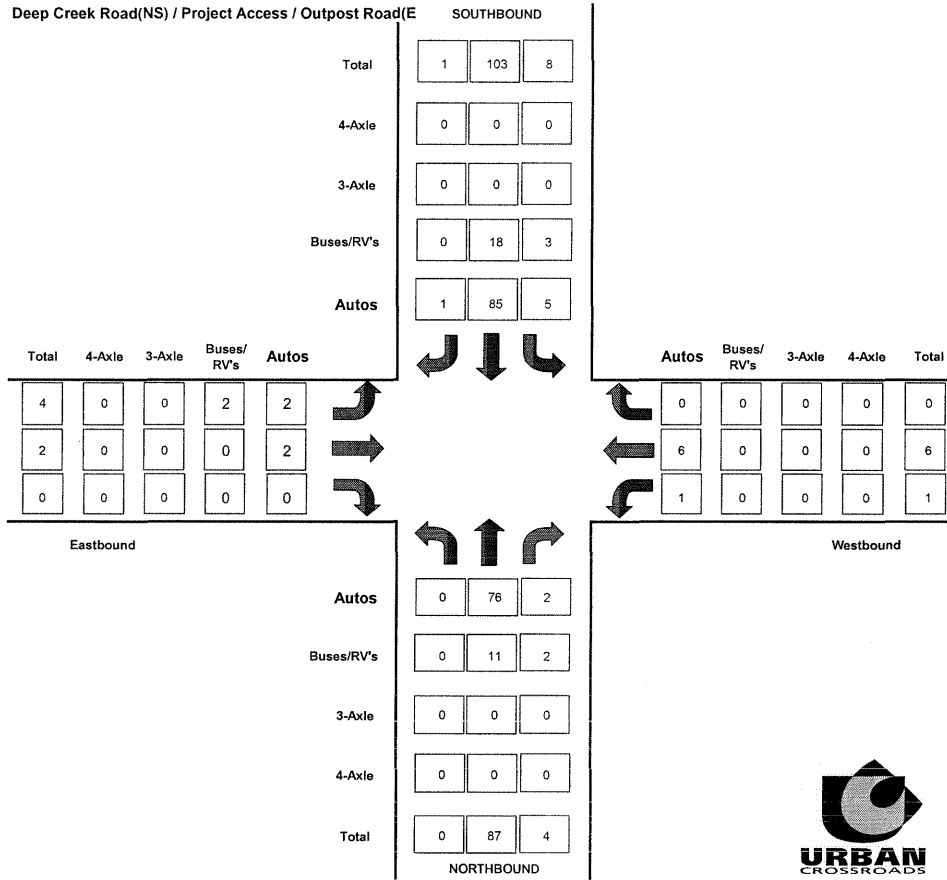 Deep Creek Road(NS) / Project Access / Outpost Road(E
SOUTHBOUND
Total 1 103 8
4-Axle 0 0 0
3-Axle 0 0 0
Buses/RV's 0 18 3
Autos 1 85 5
Total 4-Axle 3-Axle Buses/ RV's Autos
4 0 0 2 2
2 0 0 0 2
0 0 0 0 0
Eastbound
Autos Buses/ RV's 3-Axle 4-Axle Total
0 0 0 0 0
6 0 0 0 6
1 0 0 0 1
Westbound
Autos 0 76 2
Buses/RV's 0 11 2
3-Axle 0 0 0
4-Axle 0 0 0
Total 0 87 4
NORTHBOUND
URBAN
CROSSROADS